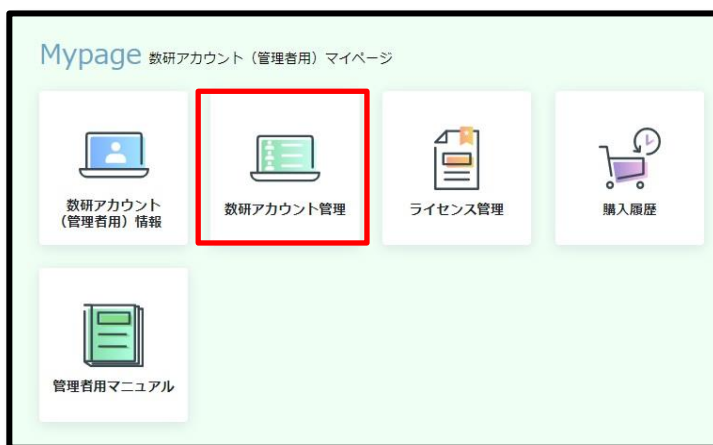 Mypage 数研アカウント（管理者用）マイページ
数研アカウント
（管理者用）情報
数研アカウント管理
ライセンス管理
購入履歴
管理者用マニュアル